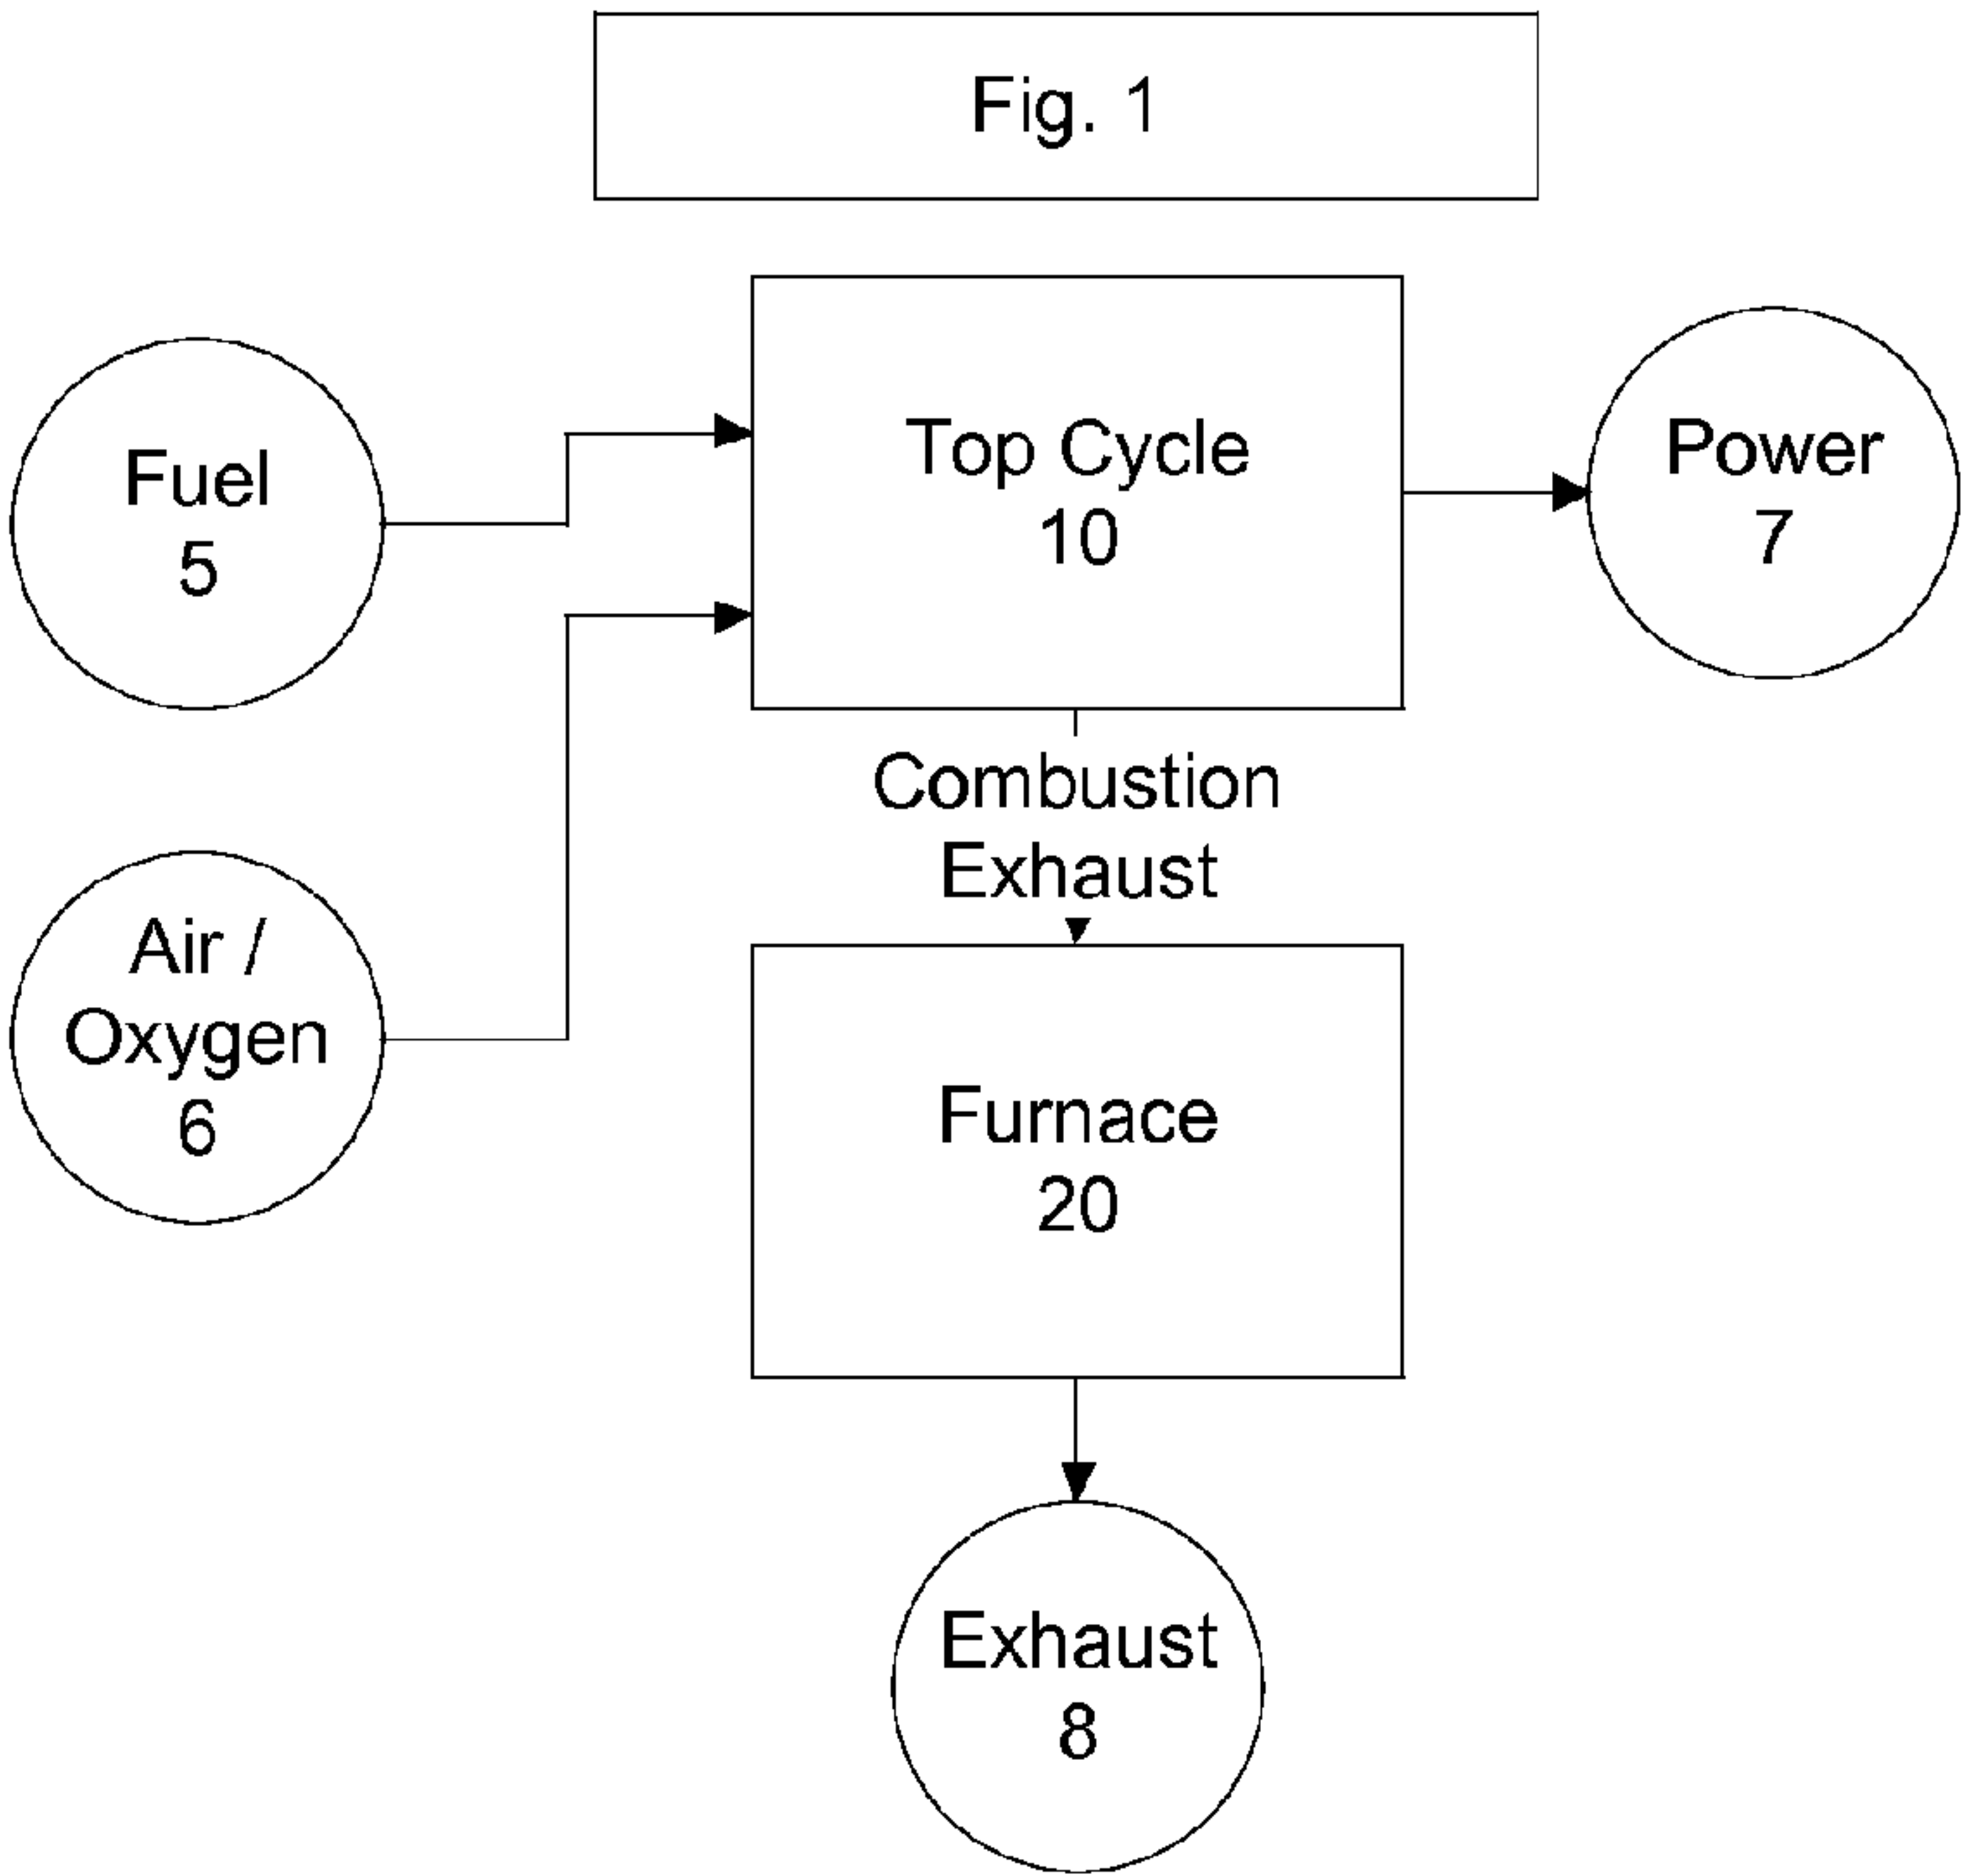 Fig. 1
Fuel
5
Top Cycle
10
Power
7
Combustion
Exhaust
Air /
Oxygen
6
Furnace
20
Exhaust
8